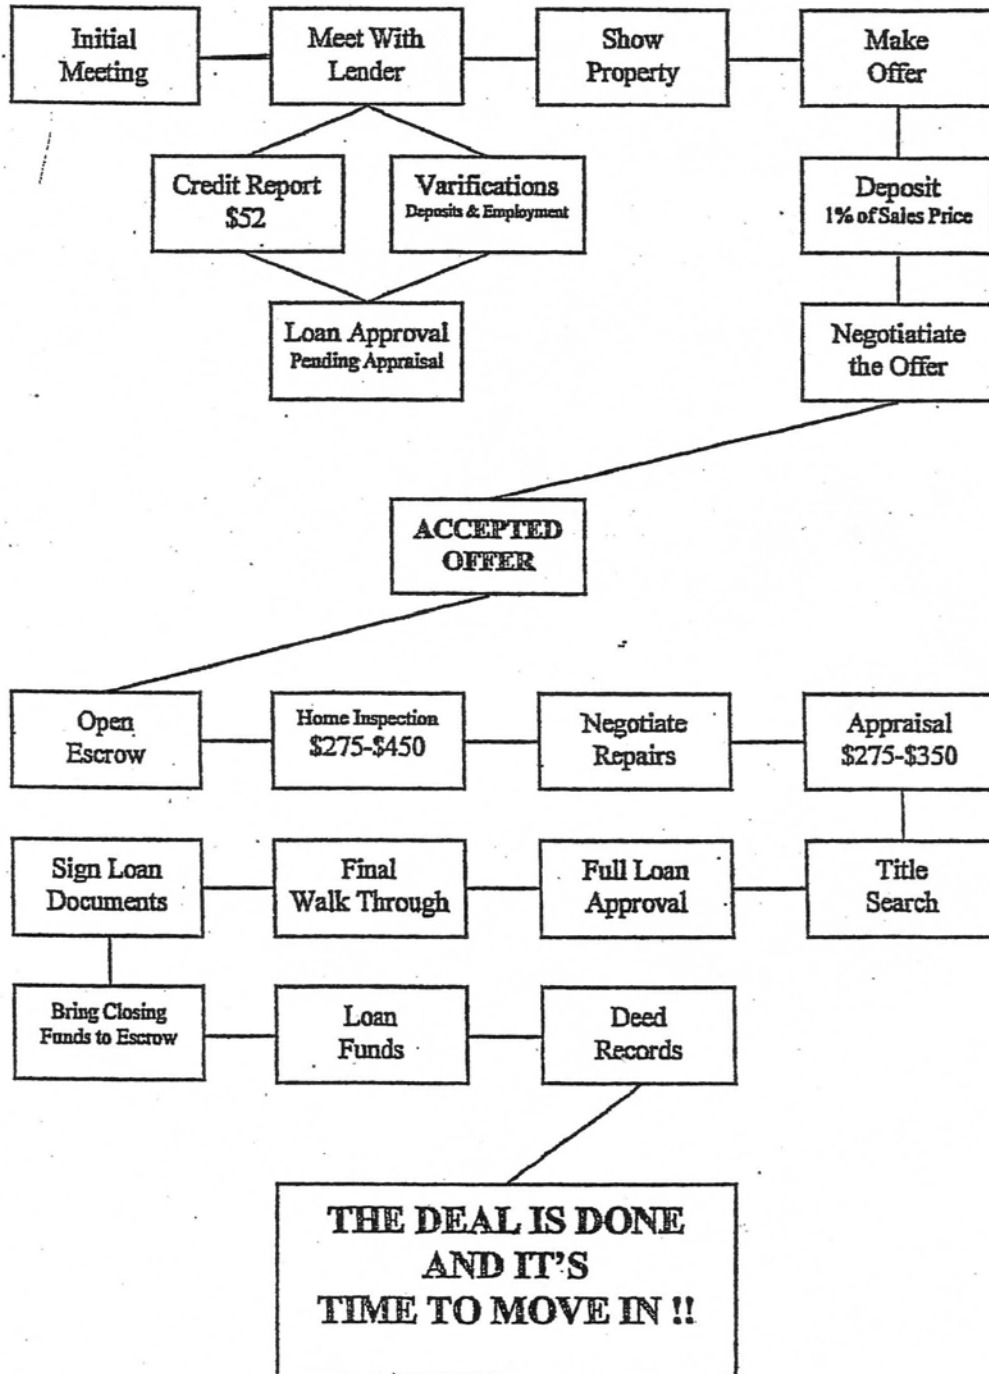 Initial
Meeting
Meet With
Lender
Show
Property
Make
Offer
Credit Report
$52
Varifications
Deposits & Employment
Deposit
1% of Sales Price
Loan Approval
Pending Appraisal
Negotiatiate
the Offer
ACCEPTED
OFFER
Open
Escrow
Home Inspection
$275-$450
Negotiate
Repairs
Appraisal
$275-$350
Sign Loan
Documents
Final
Walk Through
Full Loan
Approval
Title
Search
Bring Closing
Funds to Escrow
Loan
Funds
Deed
Records
THE DEAL IS DONE
AND IT'S
TIME TO MOVE IN !!